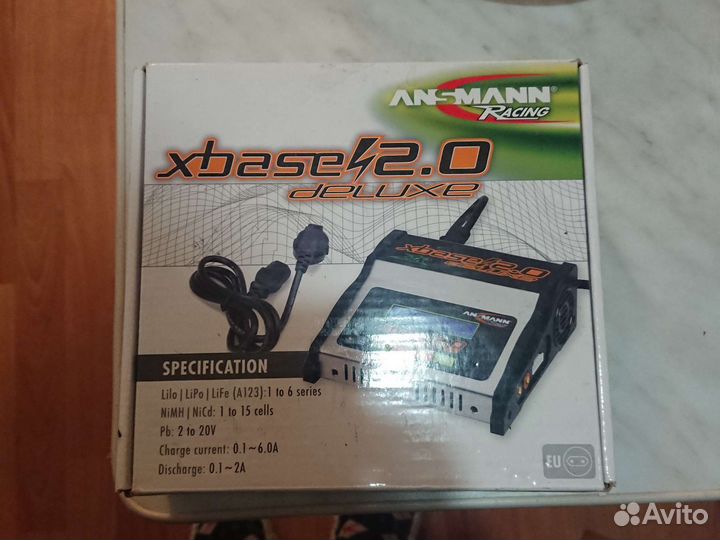 ANSMANN®
RACING
xbase 2.0
deluxe
xbase 2.0
deluxe
ANSMANN
SPECIFICATION
LiIo | LiPo | LiFe (A123): 1 to 6 series
NiMH | NiCd: 1 to 15 cells
Pb: 2 to 20V
Charge current: 0.1~6.0A
Discharge: 0.1~2A
EU
Avito